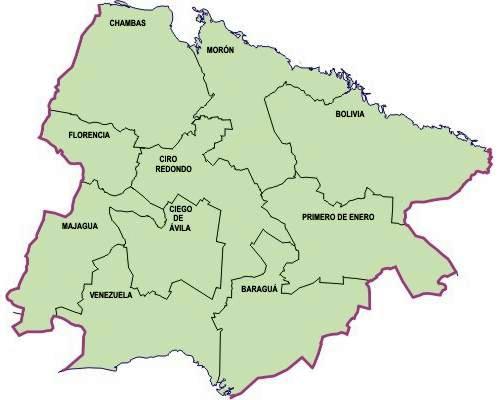 CHAMBAS
MORÓN
BOLIVIA
FLORENCIA
CIRO
REDONDO
CIEGO
DE
ÁVILA
PRIMERO DE ENERO
MAJAGUA
VENEZUELA
BARAGUÁ